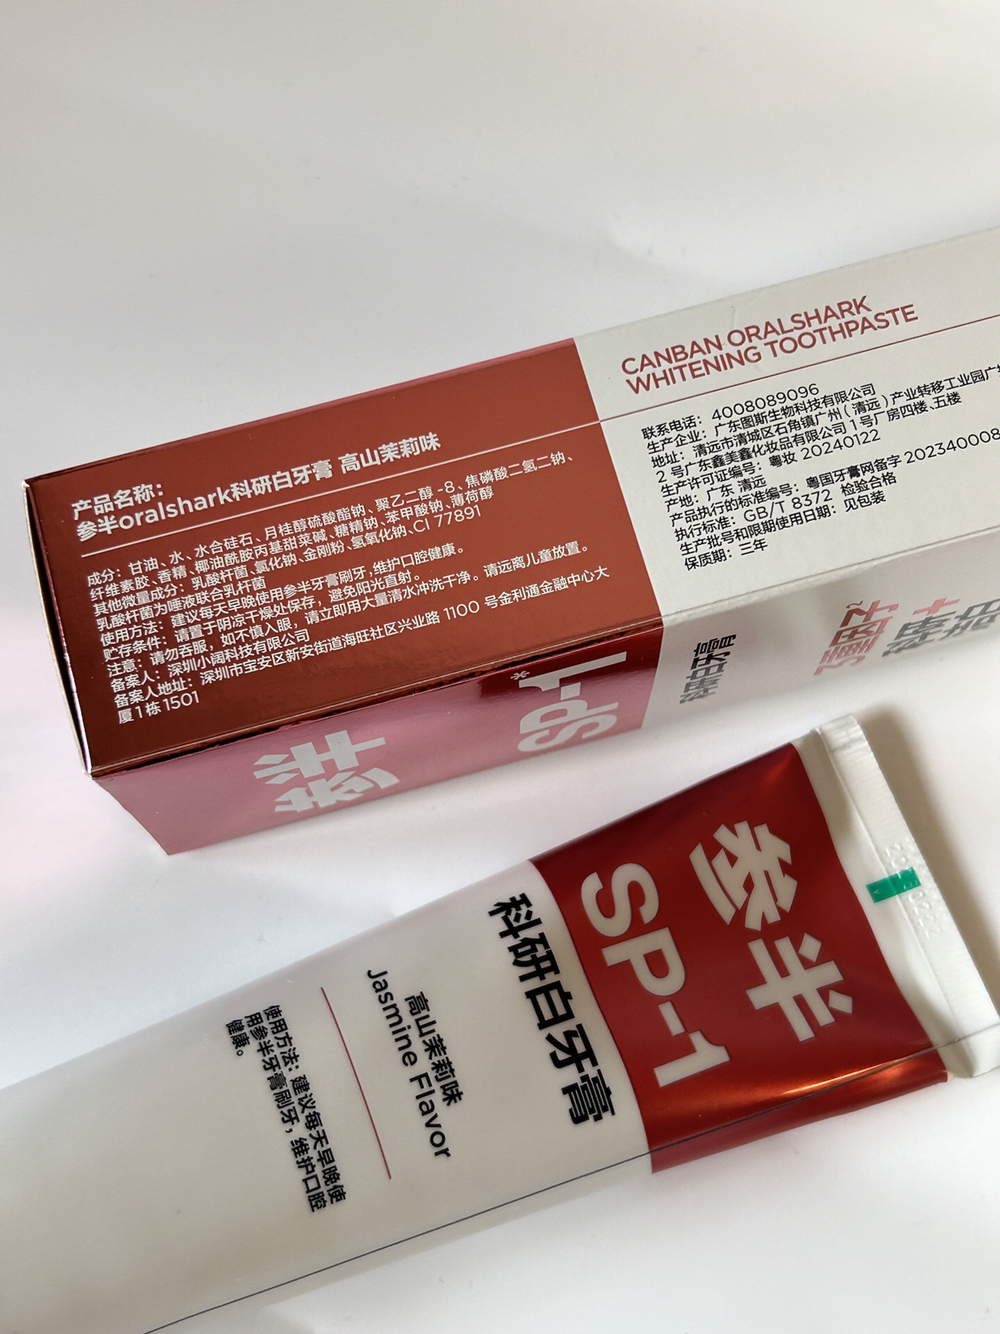 产品名称：
参半oralshark科研白牙膏 高山茉莉味
成分：甘油、水、水合硅石、月桂醇硫酸酯钠、聚乙二醇 -8、焦磷酸二氢二钠、
纤维素胶、香精、椰油酰胺丙基甜菜碱、糖精钠、苯甲酸钠、薄荷醇
其他微量成分：乳酸杆菌、氯化钠、金刚粉、氢氧化钠、CI 77891
乳酸杆菌为唾液联合乳杆菌
使用方法：建议每天早晚使用参半牙膏刷牙，维护口腔健康。
贮存条件：请置于阴凉干燥处保存，避免阳光直射。
注意：请勿吞服，如不慎入眼，请立即用大量清水冲洗干净。请远离儿童放置。
备案人：深圳小阔科技有限公司
备案人地址：深圳市宝安区新安街道海旺社区兴业路 1100 号金利通金融中心大
厦 1 栋 1501
CANBAN ORALSHARK
WHITENING TOOTHPASTE
联系电话：4008089096
生产企业：广东图斯生物科技有限公司
地址：清远市清城区石角镇广州（清远）产业转移工业园广
2 号广东鑫美鑫化妆品有限公司 1 号厂房四楼、五楼
生产许可证编号：粤妆 20240122
产地：广东 清远
产品执行的标准编号：粤国牙膏网备字 202340008
执行标准：GB/T 8372 检验合格
生产批号和限期使用日期：见包装
保质期：三年
参半
SP-1*
科研白牙膏
参半
SP-1
科研白牙膏
高山茉莉味
Jasmine Flavor
使用方法：建议每天早晚使
用参半牙膏刷牙，维护口腔
健康。